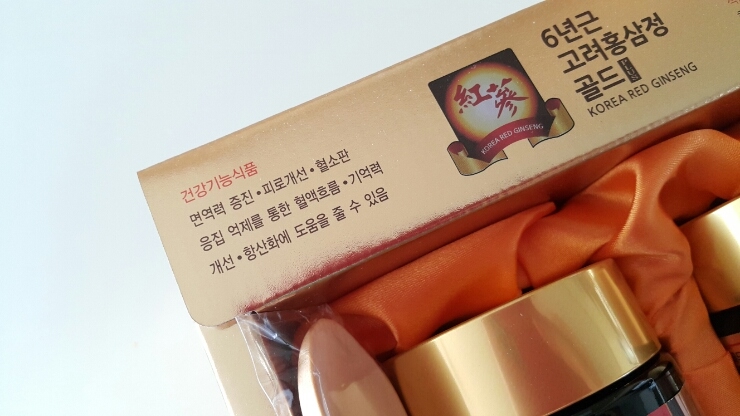 6년근
고려홍삼정
골드 PLUS
KOREA RED GINSENG
紅蔘
KOREA RED GINSENG
건강기능식품
면역력 증진•피로개선•혈소판
응집 억제를 통한 혈액흐름•기억력
개선•항산화에 도움을 줄 수 있음